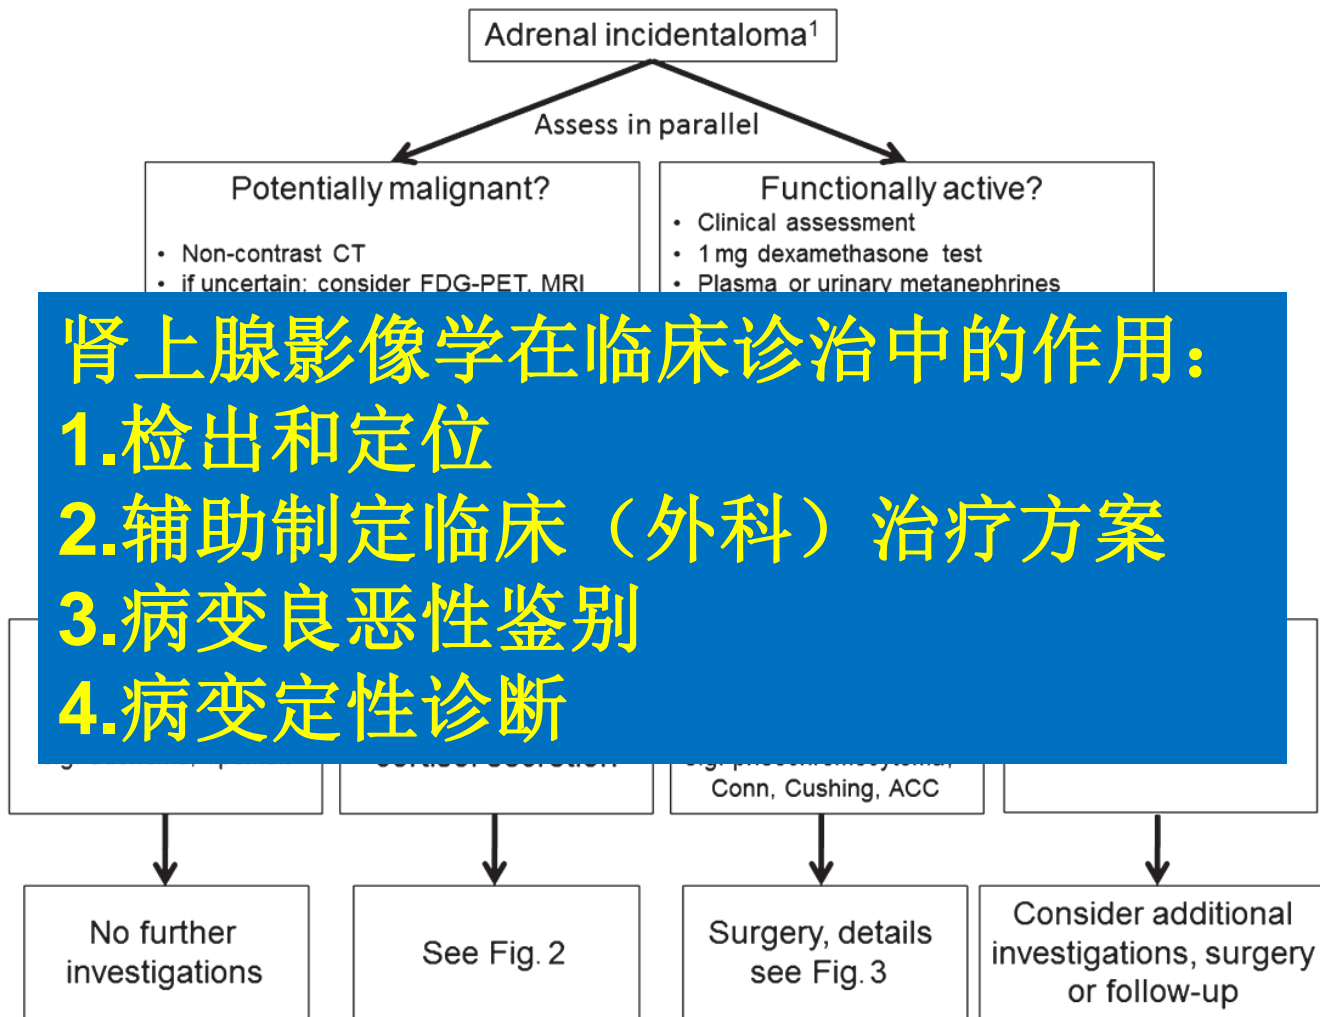 Adrenal incidentaloma¹
Assess in parallel
Potentially malignant?
• Non-contrast CT
• if uncertain: consider FDG-PET, MRI
Functionally active?
• Clinical assessment
• 1 mg dexamethasone test
• Plasma or urinary metanephrines
肾上腺影像学在临床诊治中的作用：
1.检出和定位
2.辅助制定临床（外科）治疗方案
3.病变良恶性鉴别
4.病变定性诊断
cortisol secretion
e.g. pheochromocytoma,
Conn, Cushing, ACC
No further
investigations
See Fig. 2
Surgery, details
see Fig. 3
Consider additional
investigations, surgery
or follow-up